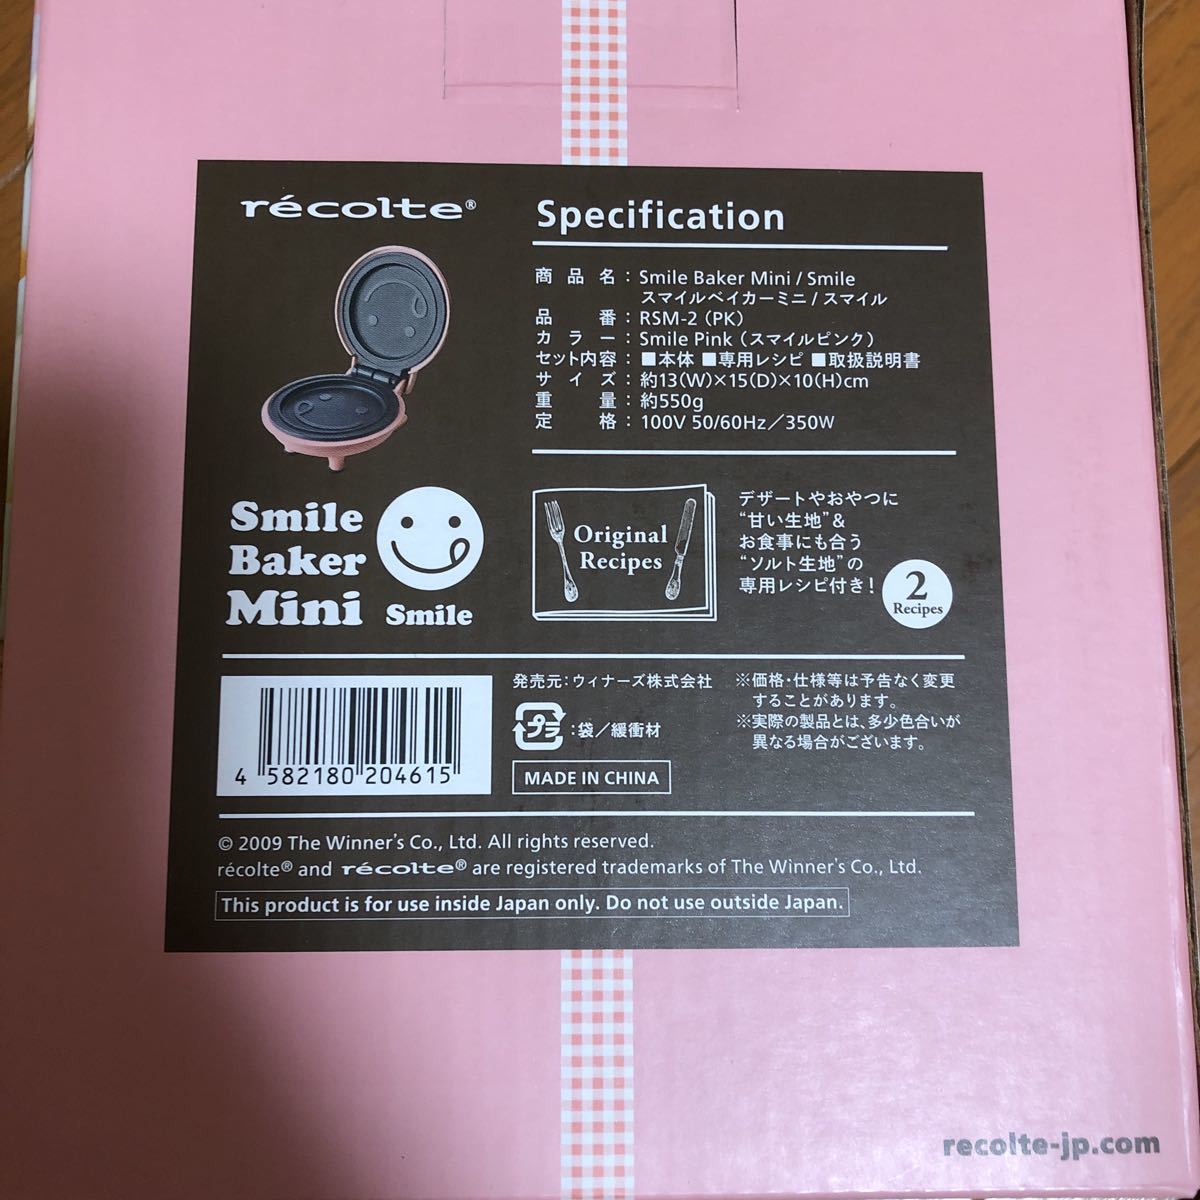 récolte®
Specification
商品名：Smile Baker Mini / Smile
スマイルベイカーミニ / スマイル
品番：RSM-2（PK）
カラー：Smile Pink（スマイルピンク）
セット内容：■本体 ■専用レシピ ■取扱説明書
サイズ：約13(W)×15(D)×10(H)cm
重量：約550g
定格：100V 50/60Hz／350W
Smile
Baker
Mini Smile
Original
Recipes
デザートやおやつに
“甘い生地”&
お食事にも合う
“ソルト生地”の
専用レシピ付き！
2
Recipes
4 582180 204615
発売元：ウィナーズ株式会社
プラ：袋／緩衝材
MADE IN CHINA
※価格・仕様等は予告なく変更
することがあります。
※実際の製品とは、多少色合いが
異なる場合がございます。
© 2009 The Winner's Co., Ltd. All rights reserved.
récolte® and récolte® are registered trademarks of The Winner's Co., Ltd.
This product is for use inside Japan only. Do not use outside Japan.
recolte-jp.com